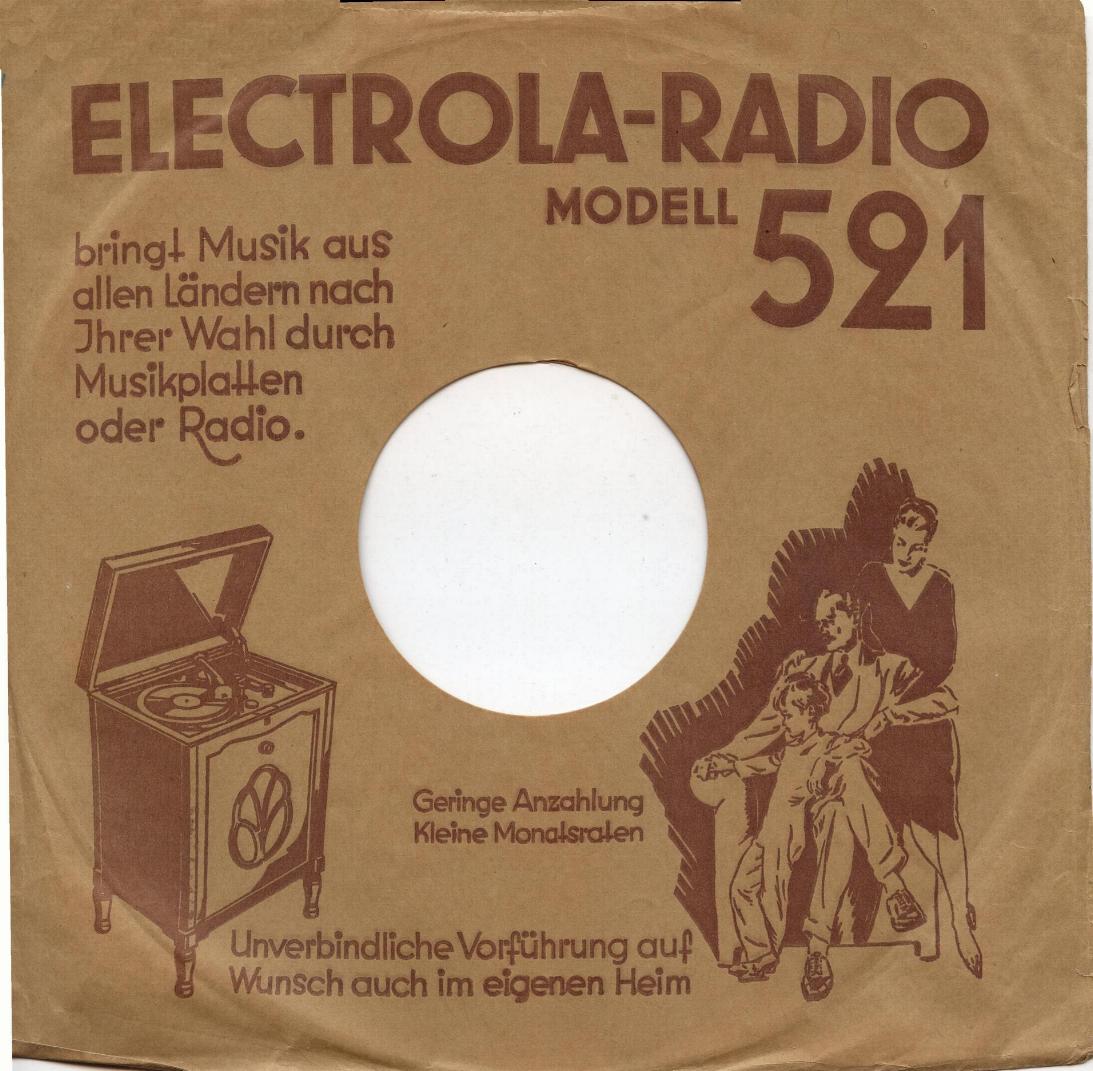 ELECTROLA-RADIO
MODELL 521
bringt Musik aus
allen Ländern nach
Jhrer Wahl durch
Musikplatten
oder Radio.
Geringe Anzahlung
Kleine Monatsraten
Unverbindliche Vorführung auf
Wunsch auch im eigenen Heim